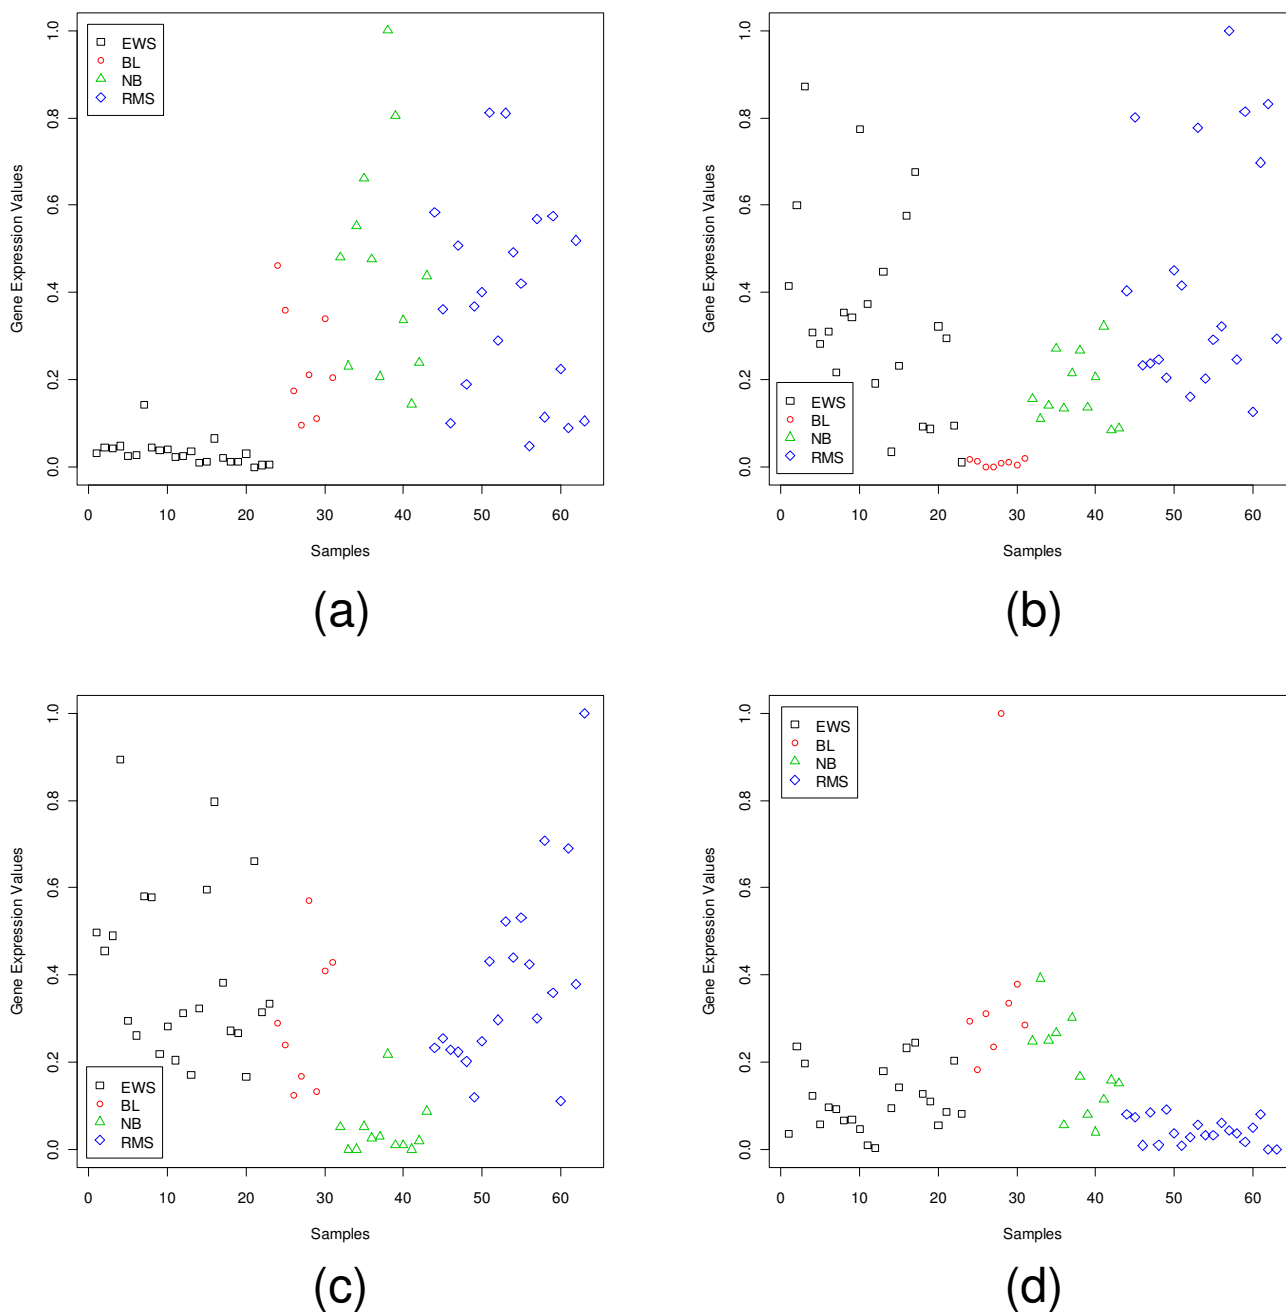 EWS
BL
NB
RMS
Gene Expression Values
0.0 0.2 0.4 0.6 0.8 1.0
0 10 20 30 40 50 60
Samples
(a)
EWS
BL
NB
RMS
Gene Expression Values
0.0 0.2 0.4 0.6 0.8 1.0
0 10 20 30 40 50 60
Samples
(b)
EWS
BL
NB
RMS
Gene Expression Values
0.0 0.2 0.4 0.6 0.8 1.0
0 10 20 30 40 50 60
Samples
(c)
EWS
BL
NB
RMS
Gene Expression Values
0.0 0.2 0.4 0.6 0.8 1.0
0 10 20 30 40 50 60
Samples
(d)